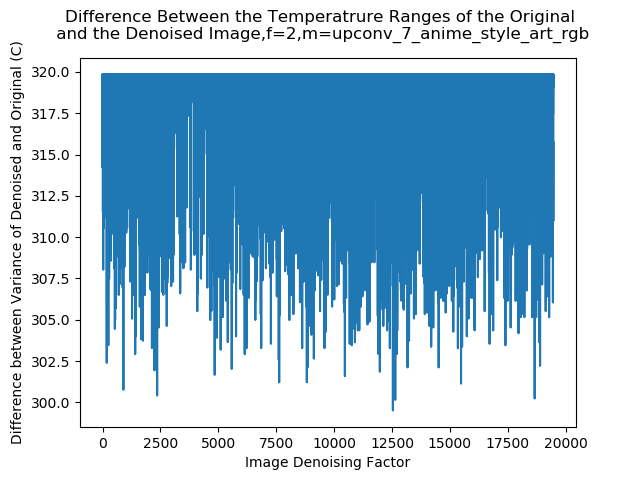 Difference Between the Temperatrure Ranges of the Original
and the Denoised Image,f=2,m=upconv_7_anime_style_art_rgb
Difference between Variance of Denoised and Original (C)
320.0
317.5
315.0
312.5
310.0
307.5
305.0
302.5
300.0
0 2500 5000 7500 10000 12500 15000 17500 20000
Image Denoising Factor